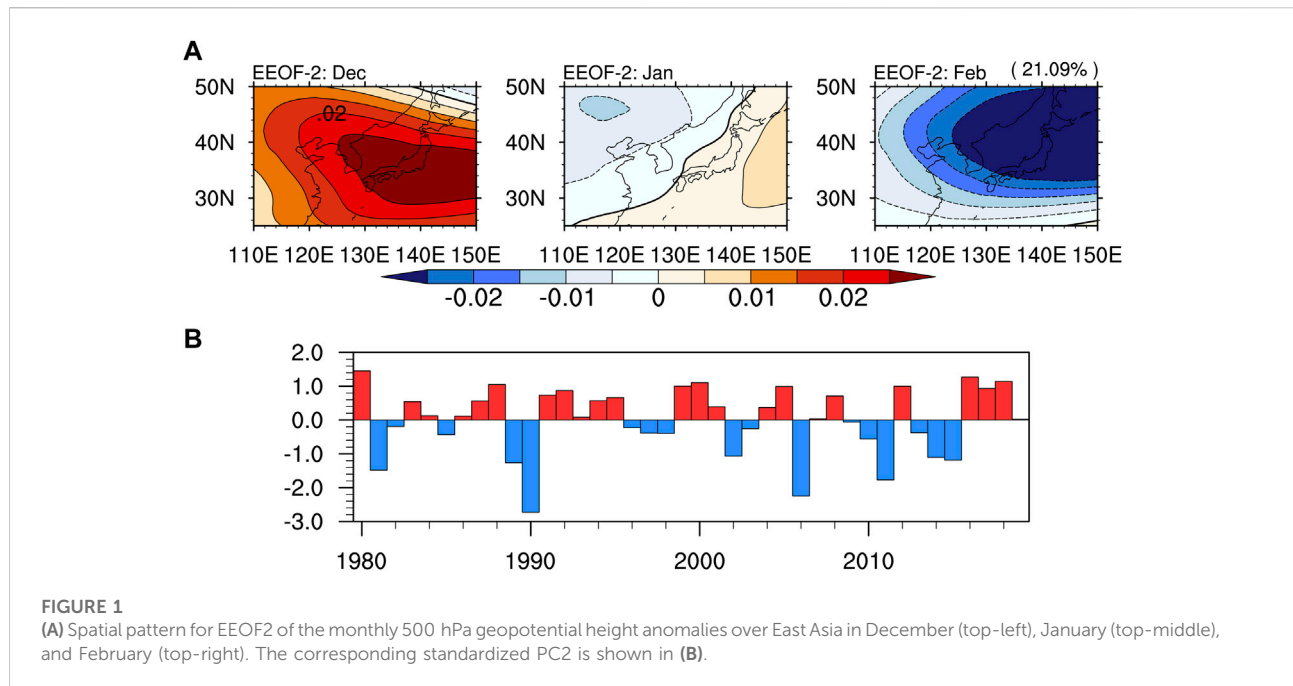 A
EEOF-2: Dec
EEOF-2: Jan
EEOF-2: Feb (21.09%)
50N 50N 50N
.02
40N 40N 40N
30N 30N 30N
110E 120E 130E 140E 150E 110E 120E 130E 140E 150E 110E 120E 130E 140E 150E
-0.02 -0.01 0 0.01 0.02
B
2.0
1.0
0.0
-1.0
-2.0
-3.0
1980 1990 2000 2010
FIGURE 1
(A) Spatial pattern for EEOF2 of the monthly 500 hPa geopotential height anomalies over East Asia in December (top-left), January (top-middle),
and February (top-right). The corresponding standardized PC2 is shown in (B).